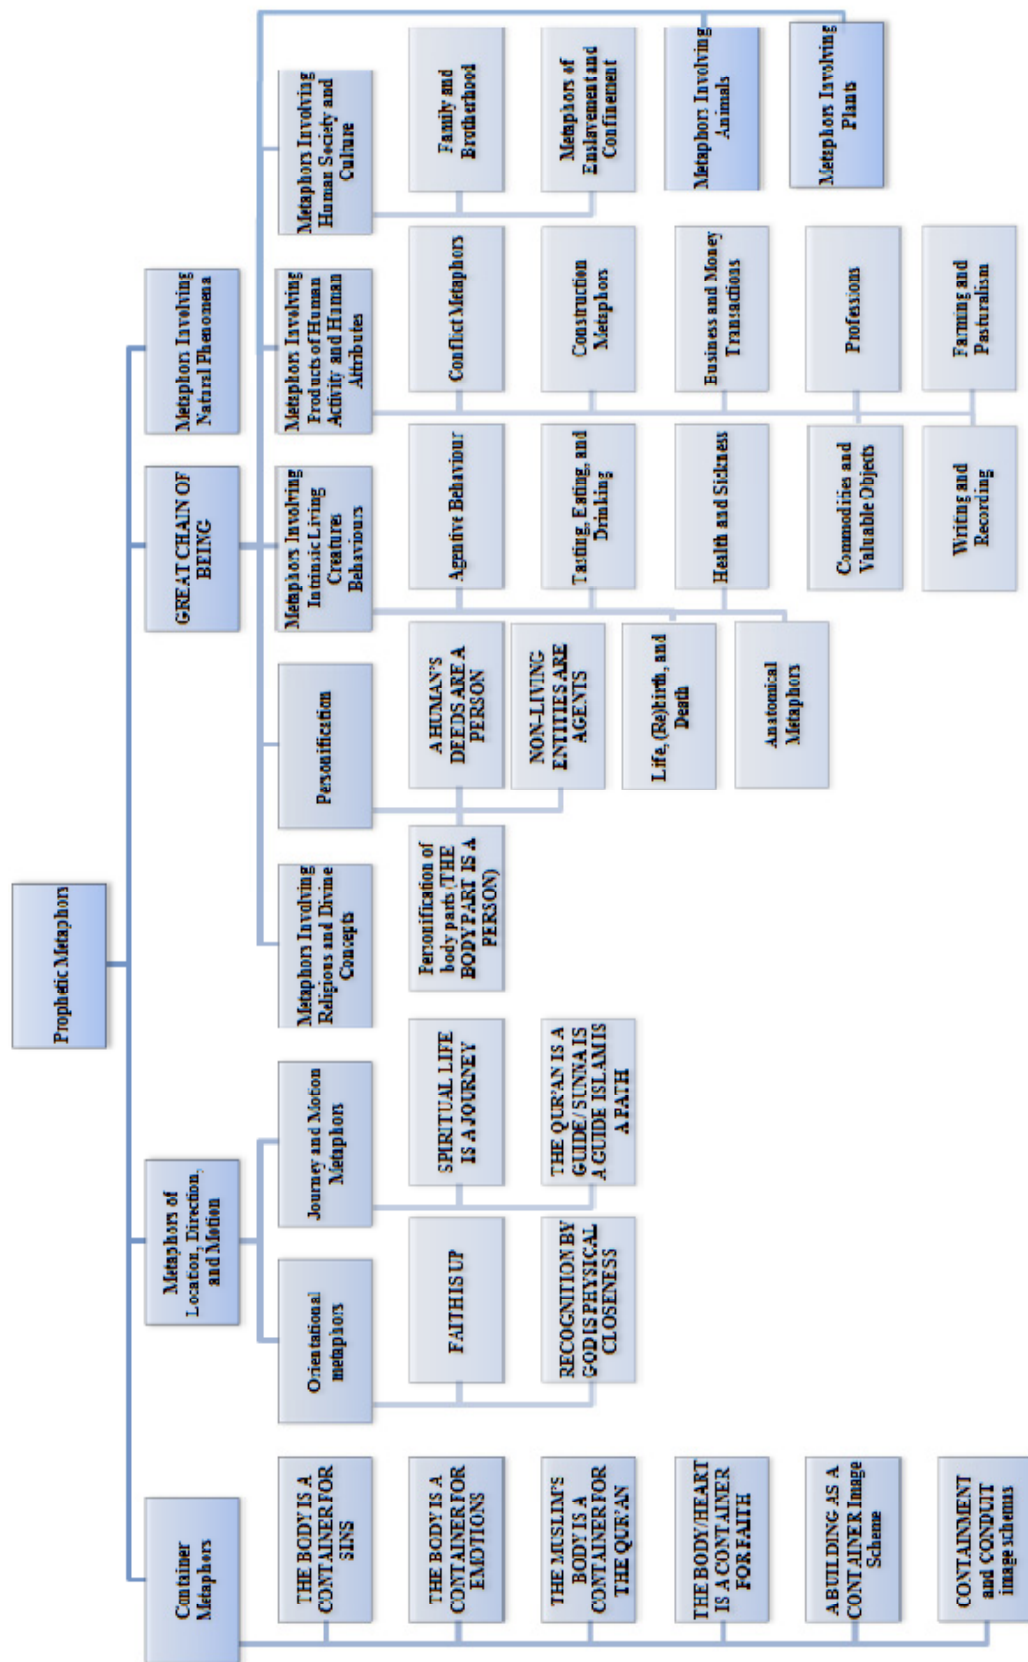 Prophetic Metaphors
Container
Metaphors
Metaphors of
Location, Direction,
and Motion
GREAT CHAIN OF
BEING
Metaphors Involving
Natural Phenomena
THE BODY IS A
CONTAINER FOR
SINS
THE BODY IS A
CONTAINER FOR
EMOTIONS
THE MUSLIM'S
BODY IS A
CONTAINER FOR
THE QUR'AN
THE BODY/HEART
IS A CONTAINER
FOR FAITH
A BUILDING AS A
CONTAINER Image
Scheme
CONTAINMENT
and CONDUIT
image schemas
Orientational
metaphors
FAITH IS UP
RECOGNITION BY
GOD IS PHYSICAL
CLOSENESS
Journey and Motion
Metaphors
SPIRITUAL LIFE
IS A JOURNEY
THE QUR'AN IS A
GUIDE/ SUNNA IS
A GUIDE ISLAM IS
A PATH
Metaphors Involving
Religious and Divine
Concepts
Personification
Personification of
body parts (THE
BODY PART IS A
PERSON)
A HUMAN'S
DEEDS ARE A
PERSON
NON-LIVING
ENTITIES ARE
AGENTS
Metaphors Involving
Intrinsic Living
Creatures
Behaviours
Agentive Behaviour
Tasting, Eating, and
Drinking
Health and Sickness
Life, (Re)birth, and
Death
Anatomical
Metaphors
Metaphors Involving
Products of Human
Activity and Human
Attributes
Conflict Metaphors
Construction
Metaphors
Business and Money
Transactions
Professions
Farming and
Pasturalism
Commodities and
Valuable Objects
Writing and
Recording
Metaphors Involving
Human Society and
Culture
Family and
Brotherhood
Metaphors of
Enslavement and
Confinement
Metaphors Involving
Animals
Metaphors Involving
Plants